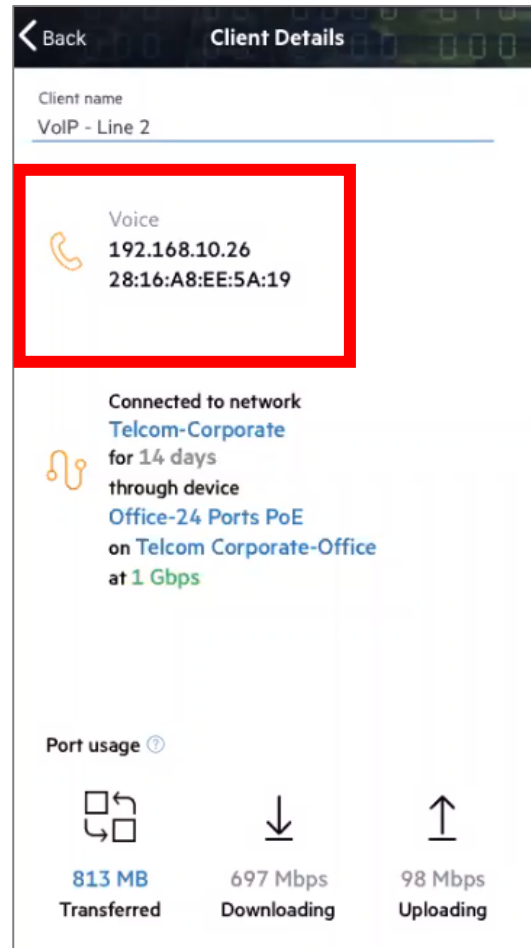 Back
Client Details
Client name
VoIP - Line 2
Voice
192.168.10.26
28:16:A8:EE:5A:19
Connected to network
Telcom-Corporate
for 14 days
through device
Office-24 Ports PoE
on Telcom Corporate-Office
at 1 Gbps
Port usage ?
813 MB 697 Mbps 98 Mbps
Transferred Downloading Uploading